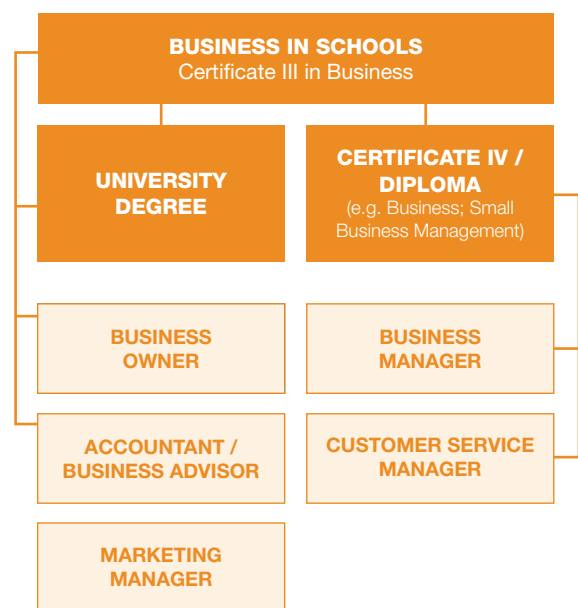 BUSINESS IN SCHOOLS
Certificate III in Business
UNIVERSITY
DEGREE
CERTIFICATE IV /
DIPLOMA
(e.g. Business; Small
Business Management)
BUSINESS
OWNER
BUSINESS
MANAGER
ACCOUNTANT /
BUSINESS ADVISOR
CUSTOMER SERVICE
MANAGER
MARKETING
MANAGER